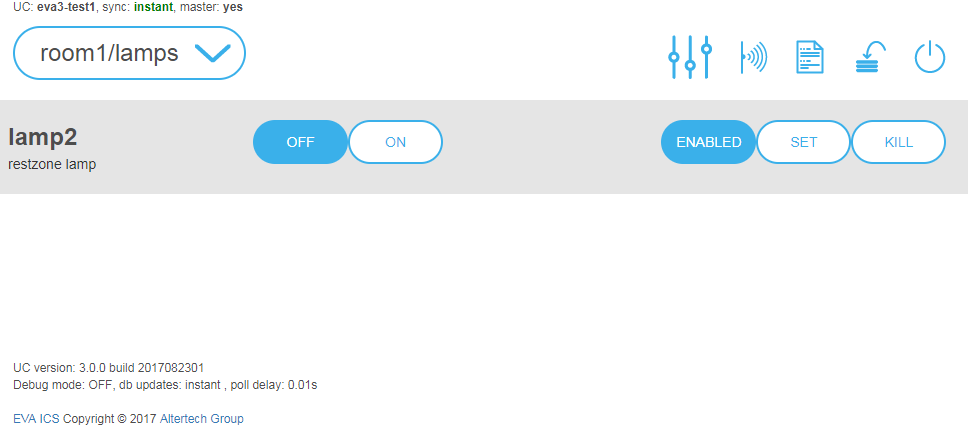 UC: eva3-test1, sync: instant, master: yes
room1/lamps
lamp2
restzone lamp
OFF
ON
ENABLED
SET
KILL
UC version: 3.0.0 build 2017082301
Debug mode: OFF, db updates: instant , poll delay: 0.01s
EVA ICS Copyright © 2017 Altertech Group